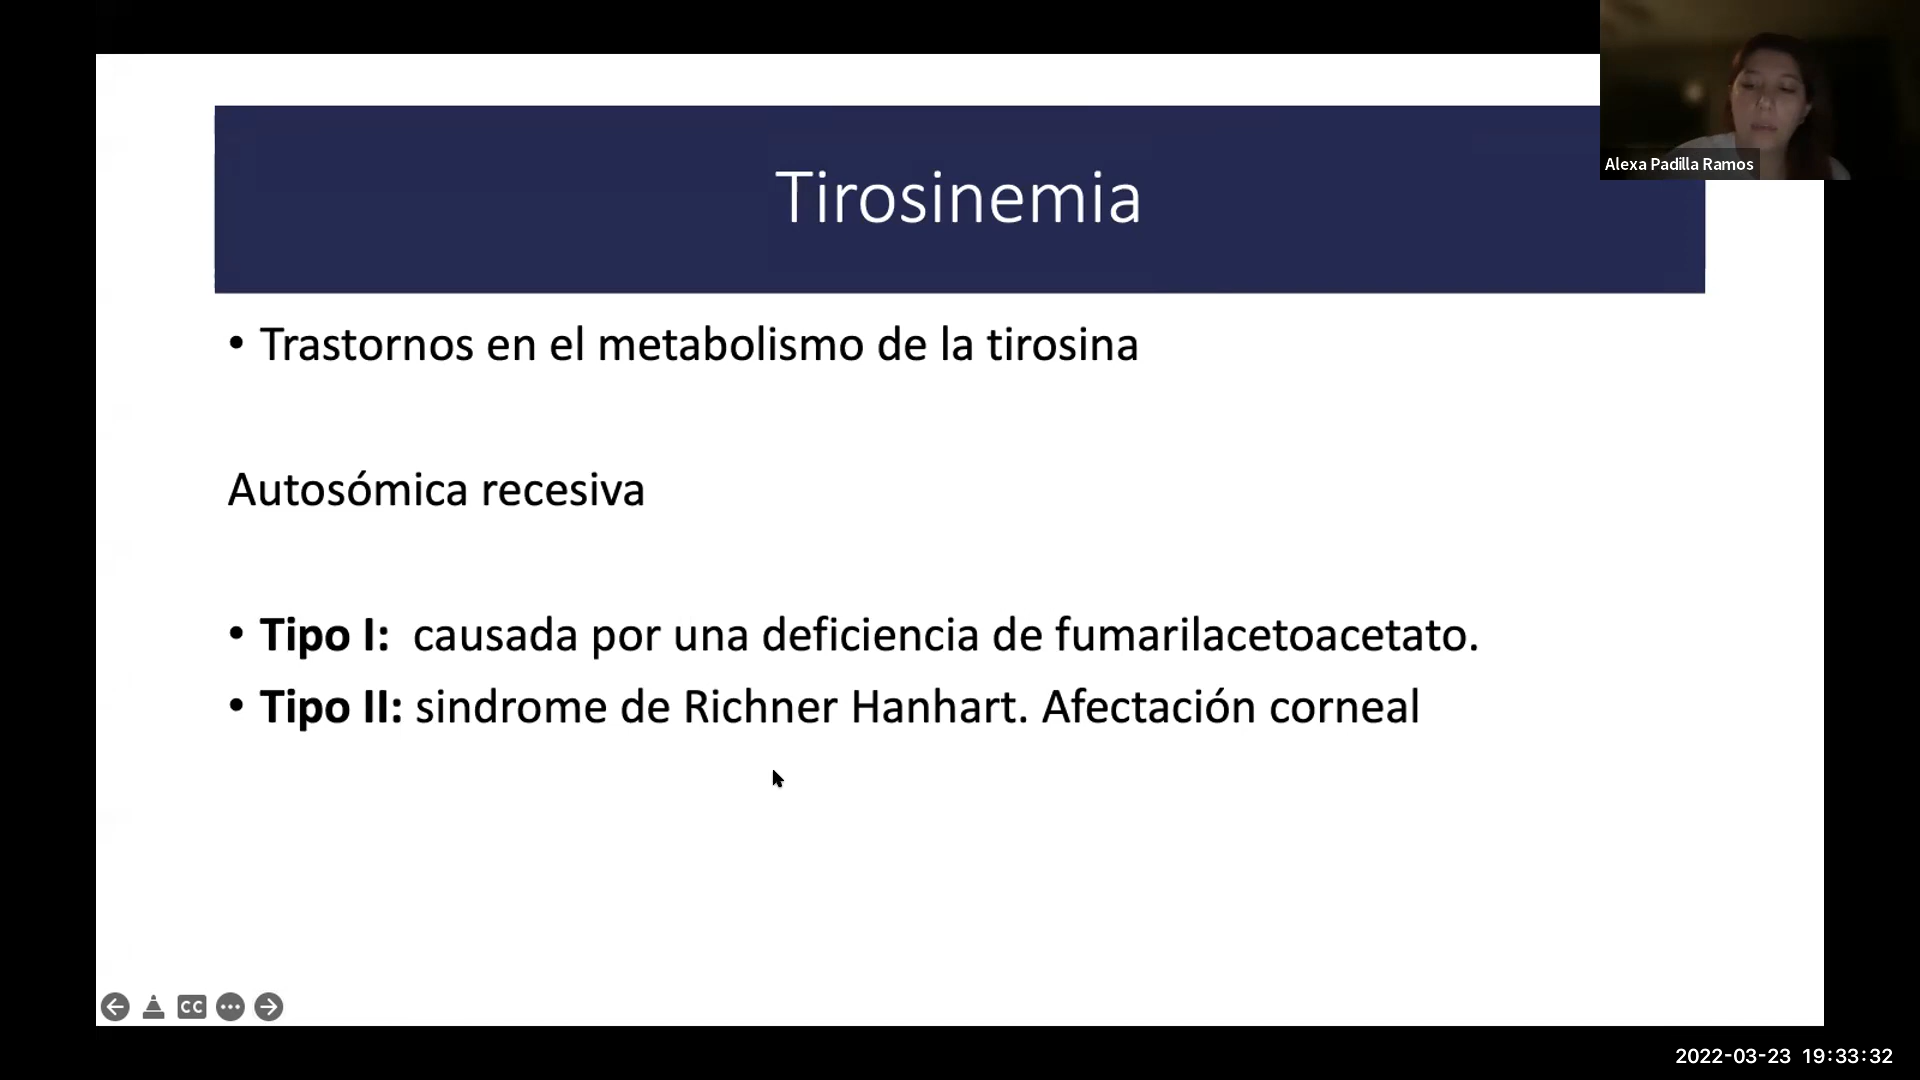 Tirosinemia
Alexa Padilla Ramos
• Trastornos en el metabolismo de la tirosina
Autosómica recesiva
• Tipo I:  causada por una deficiencia de fumarilacetoacetato.
• Tipo II: sindrome de Richner Hanhart. Afectación corneal
CC
2022-03-23 19:33:32